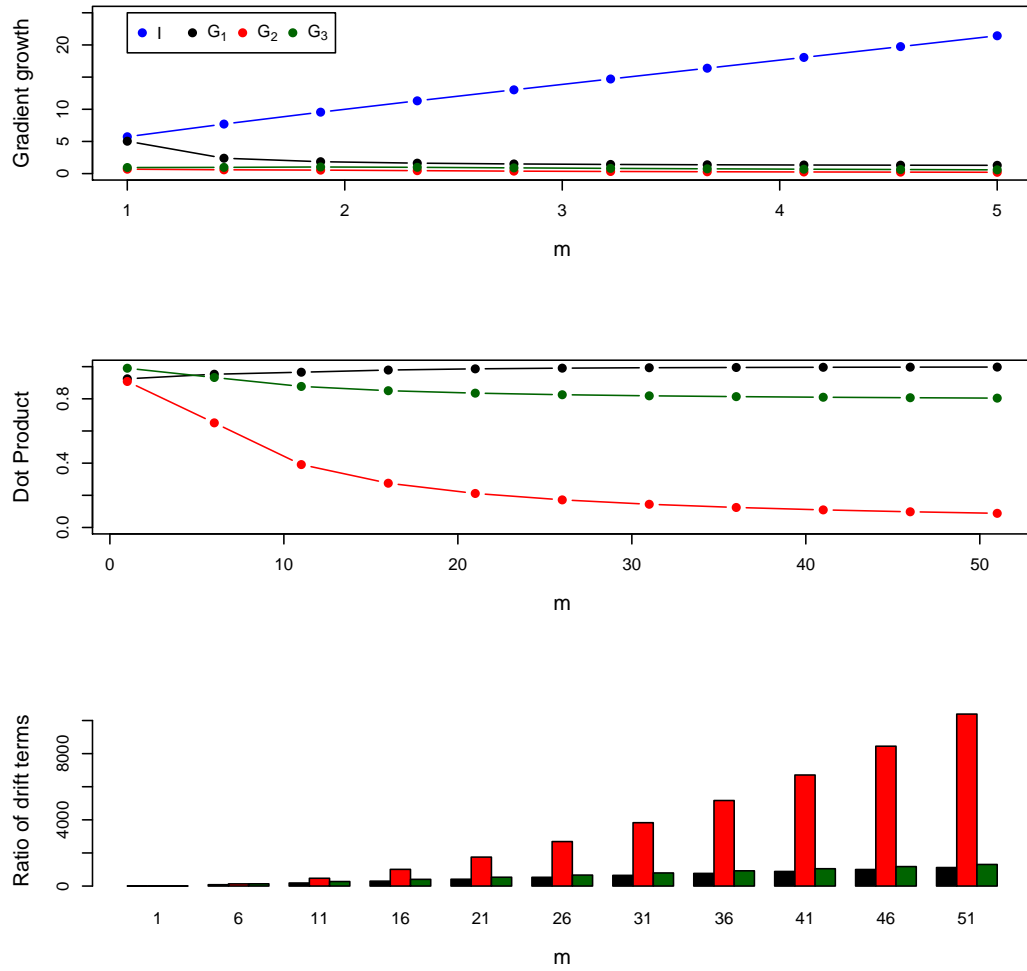 Gradient growth
0 5 10 20
I G1 G2 G3
1 2 3 4 5
m
Dot Product
0.0 0.4 0.8
0 10 20 30 40 50
m
Ratio of drift terms
0 4000 8000
1 6 11 16 21 26 31 36 41 46 51
m